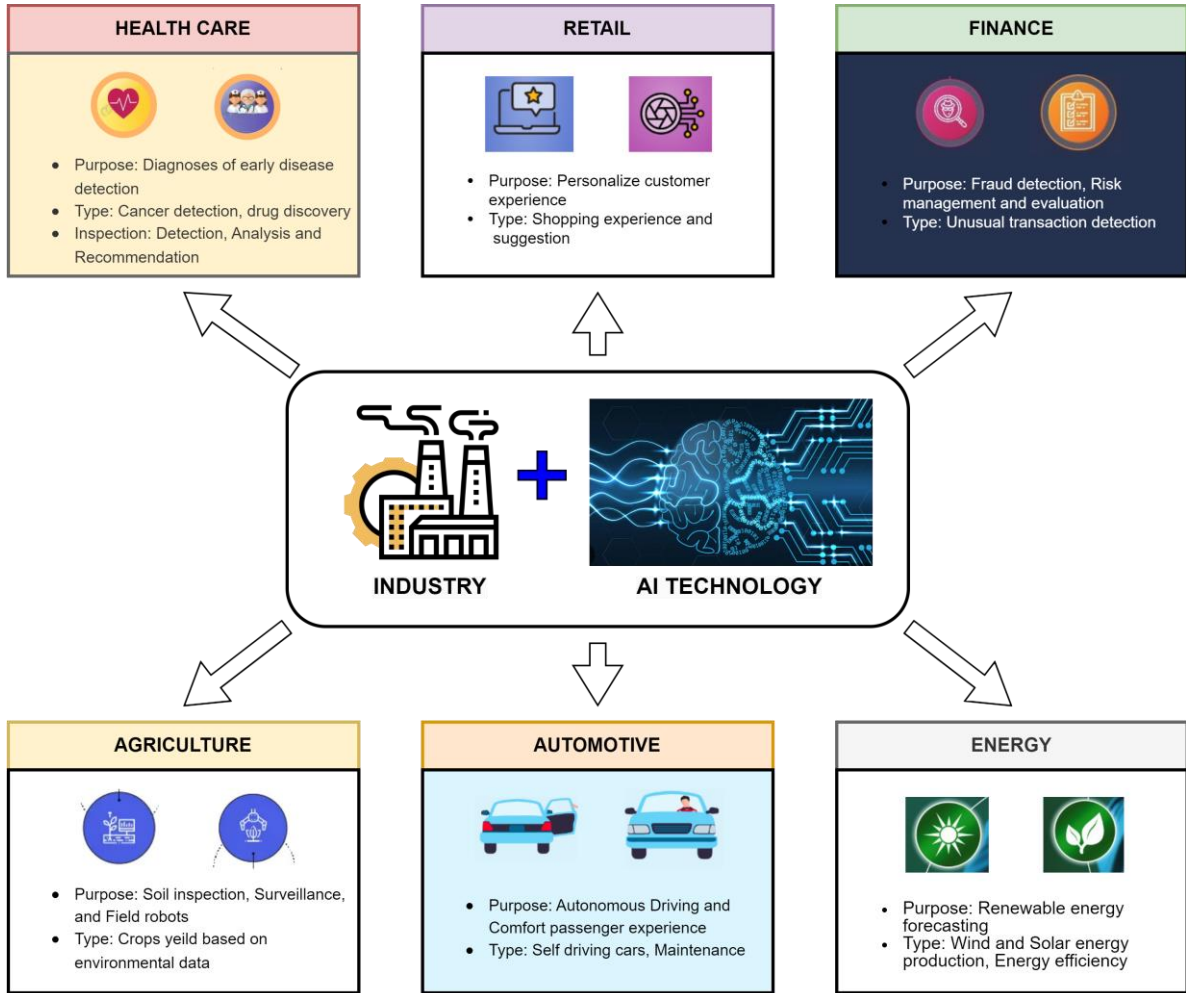 HEALTH CARE
Purpose: Diagnoses of early disease
detection
Type: Cancer detection, drug discovery
Inspection: Detection, Analysis and
Recommendation
RETAIL
Purpose: Personalize customer
experience
Type: Shopping experience and
suggestion
FINANCE
Purpose: Fraud detection, Risk
management and evaluation
Type: Unusual transaction detection
INDUSTRY
AI TECHNOLOGY
AGRICULTURE
Purpose: Soil inspection, Surveillance,
and Field robots
Type: Crops yeild based on
environmental data
AUTOMOTIVE
Purpose: Autonomous Driving and
Comfort passenger experience
Type: Self driving cars, Maintenance
ENERGY
Purpose: Renewable energy
forecasting
Type: Wind and Solar energy
production, Energy efficiency